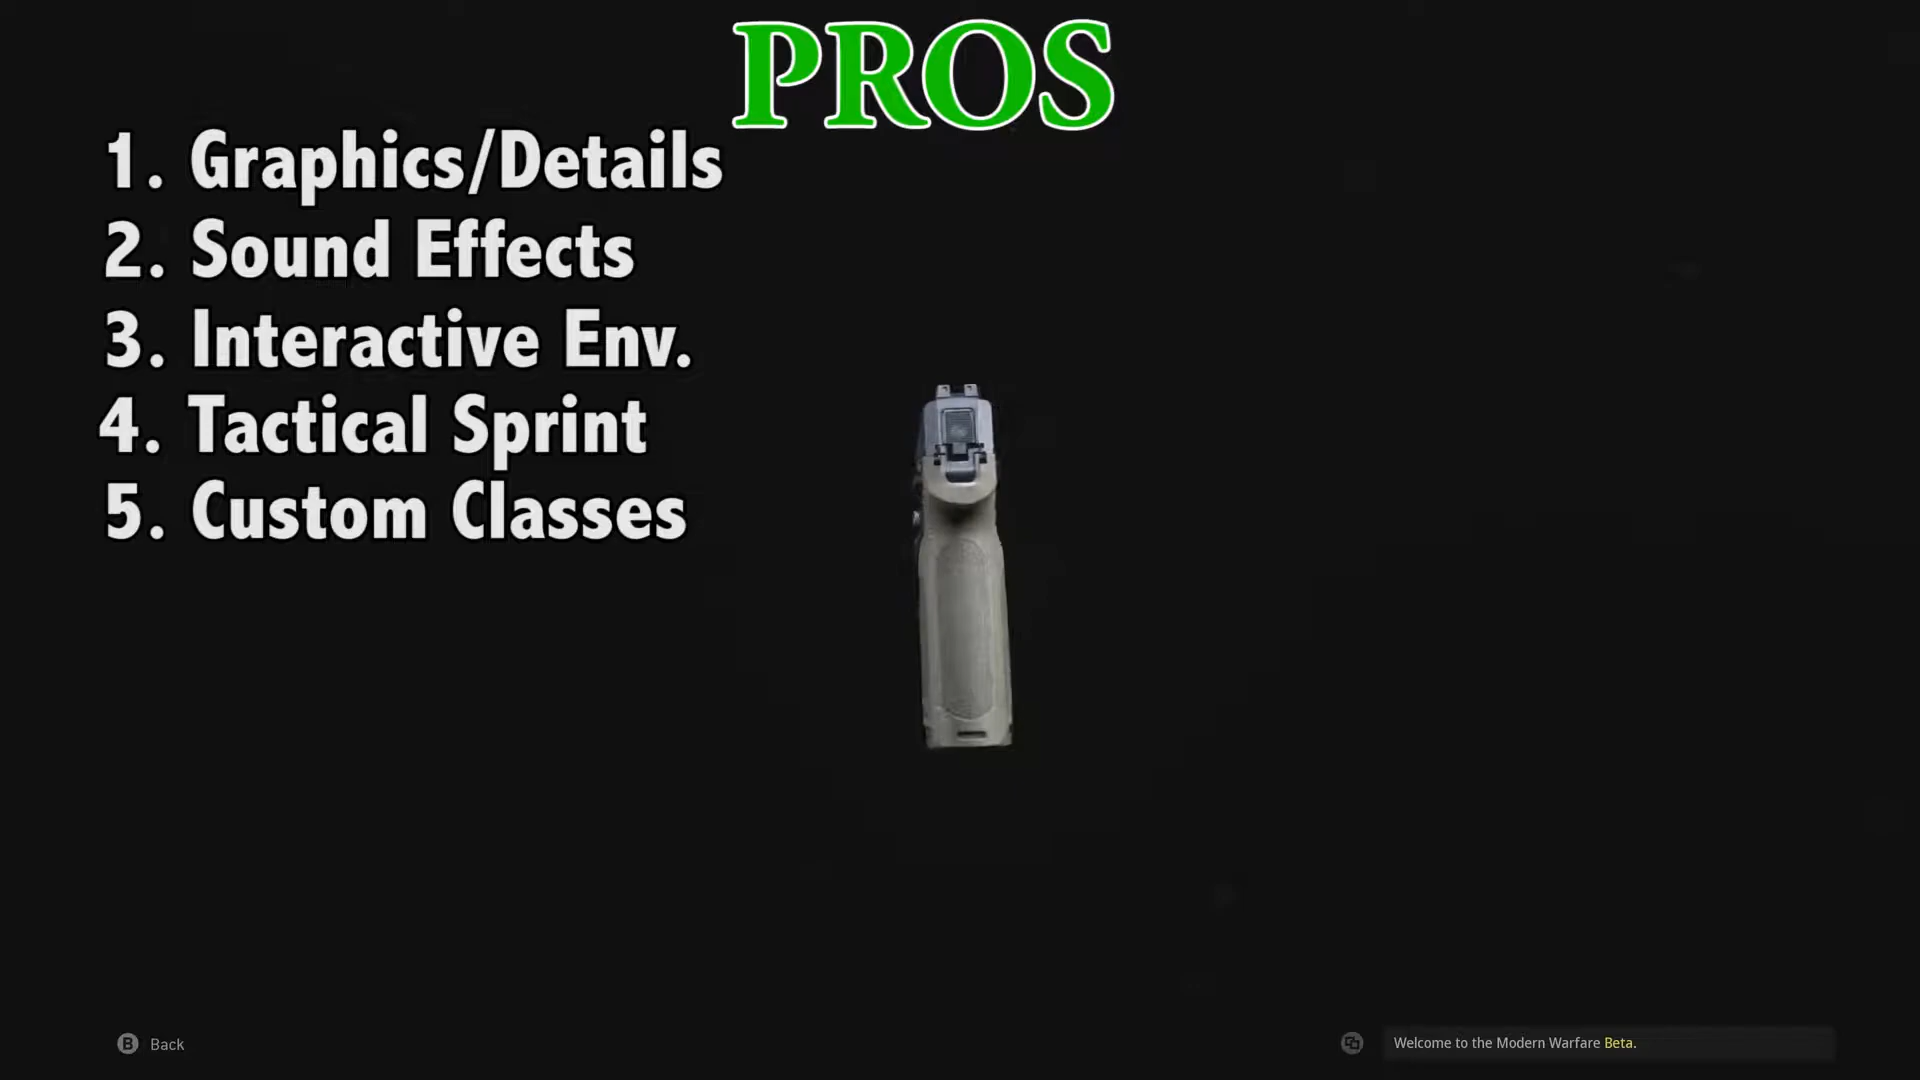 PROS
1. Graphics/Details
2. Sound Effects
3. Interactive Env.
4. Tactical Sprint
5. Custom Classes
B Back
Welcome to the Modern Warfare Beta.